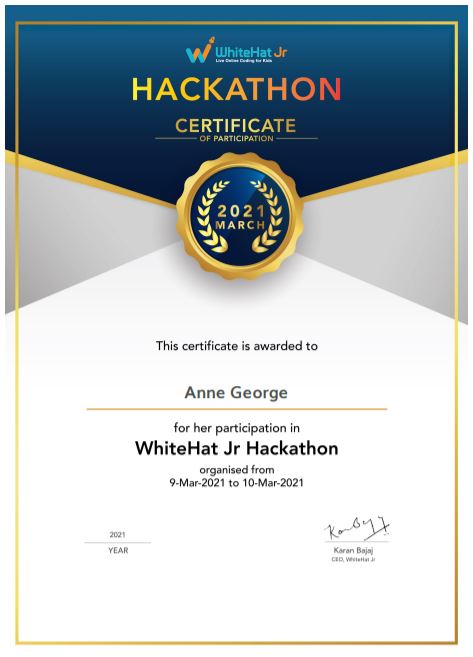 WhiteHat Jr
Live Online Coding for Kids
HACKATHON
CERTIFICATE
OF PARTICIPATION
2021
MARCH
This certificate is awarded to
Anne George
for her participation in
WhiteHat Jr Hackathon
organised from
9-Mar-2021 to 10-Mar-2021
2021
YEAR
Karan Bajaj
CEO, WhiteHat Jr